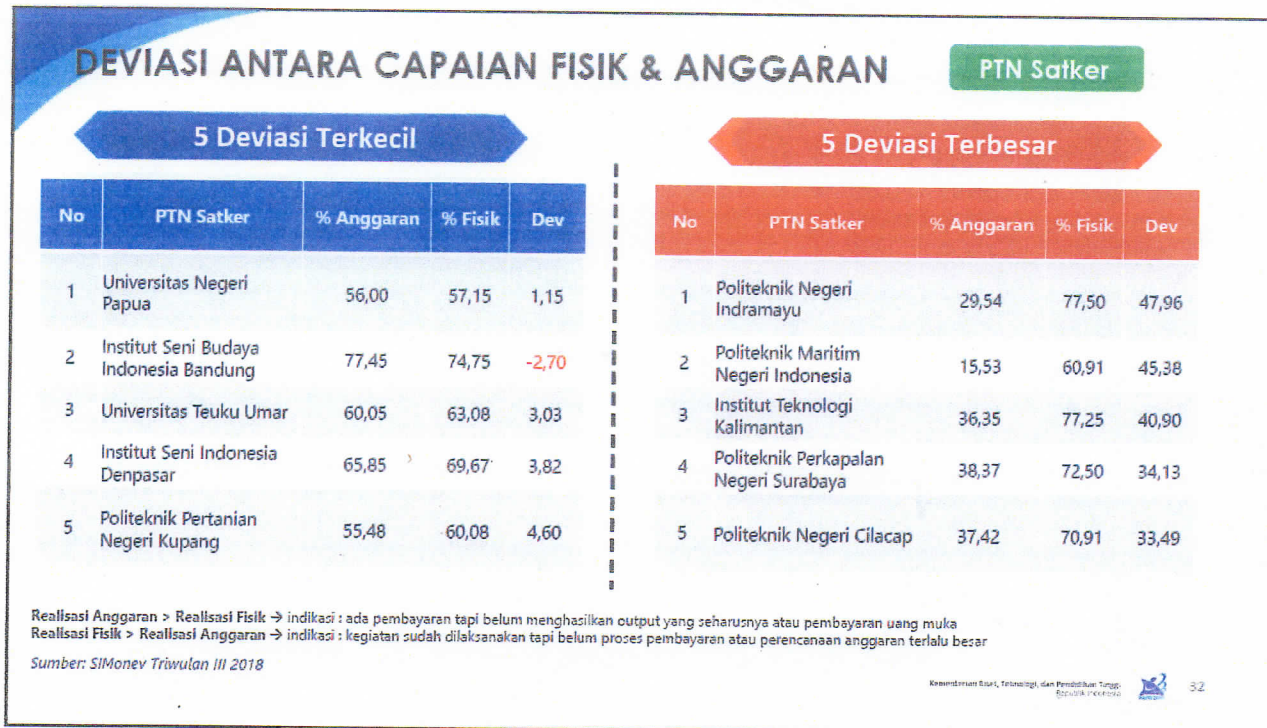 DEVIASI ANTARA CAPAIAN FISIK & ANGGARAN
PTN Satker
5 Deviasi Terkecil
No PTN Satker % Anggaran % Fisik Dev
1 Universitas Negeri Papua 56,00 57,15 1,15
2 Institut Seni Budaya Indonesia Bandung 77,45 74,75 -2,70
3 Universitas Teuku Umar 60,05 63,08 3,03
4 Institut Seni Indonesia Denpasar 65,85 69,67 3,82
5 Politeknik Pertanian Negeri Kupang 55,48 60,08 4,60
5 Deviasi Terbesar
No PTN Satker % Anggaran % Fisik Dev
1 Politeknik Negeri Indramayu 29,54 77,50 47,96
2 Politeknik Maritim Negeri Indonesia 15,53 60,91 45,38
3 Institut Teknologi Kalimantan 36,35 77,25 40,90
4 Politeknik Perkapalan Negeri Surabaya 38,37 72,50 34,13
5 Politeknik Negeri Cilacap 37,42 70,91 33,49
Realisasi Anggaran > Realisasi Fisik → indikasi : ada pembayaran tapi belum menghasilkan output yang seharusnya atau pembayaran uang muka
Realisasi Fisik > Realisasi Anggaran → indikasi : kegiatan sudah dilaksanakan tapi belum proses pembayaran atau perencanaan anggaran terlalu besar
Sumber: SIMonev Triwulan III 2018
Kementerian Riset, Teknologi, dan Pendidikan Tinggi
Republik Indonesia
32